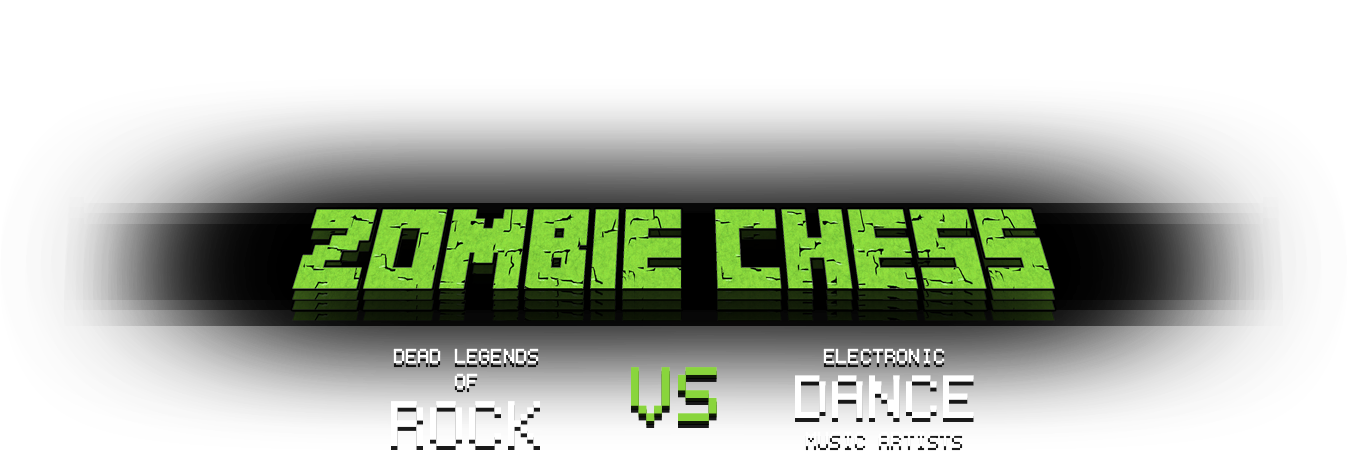 ZOMBIE CHESS
DEAD LEGENDS
OF
ROCK
VS
ELECTRONIC
DANCE
MUSIC ARTISTS